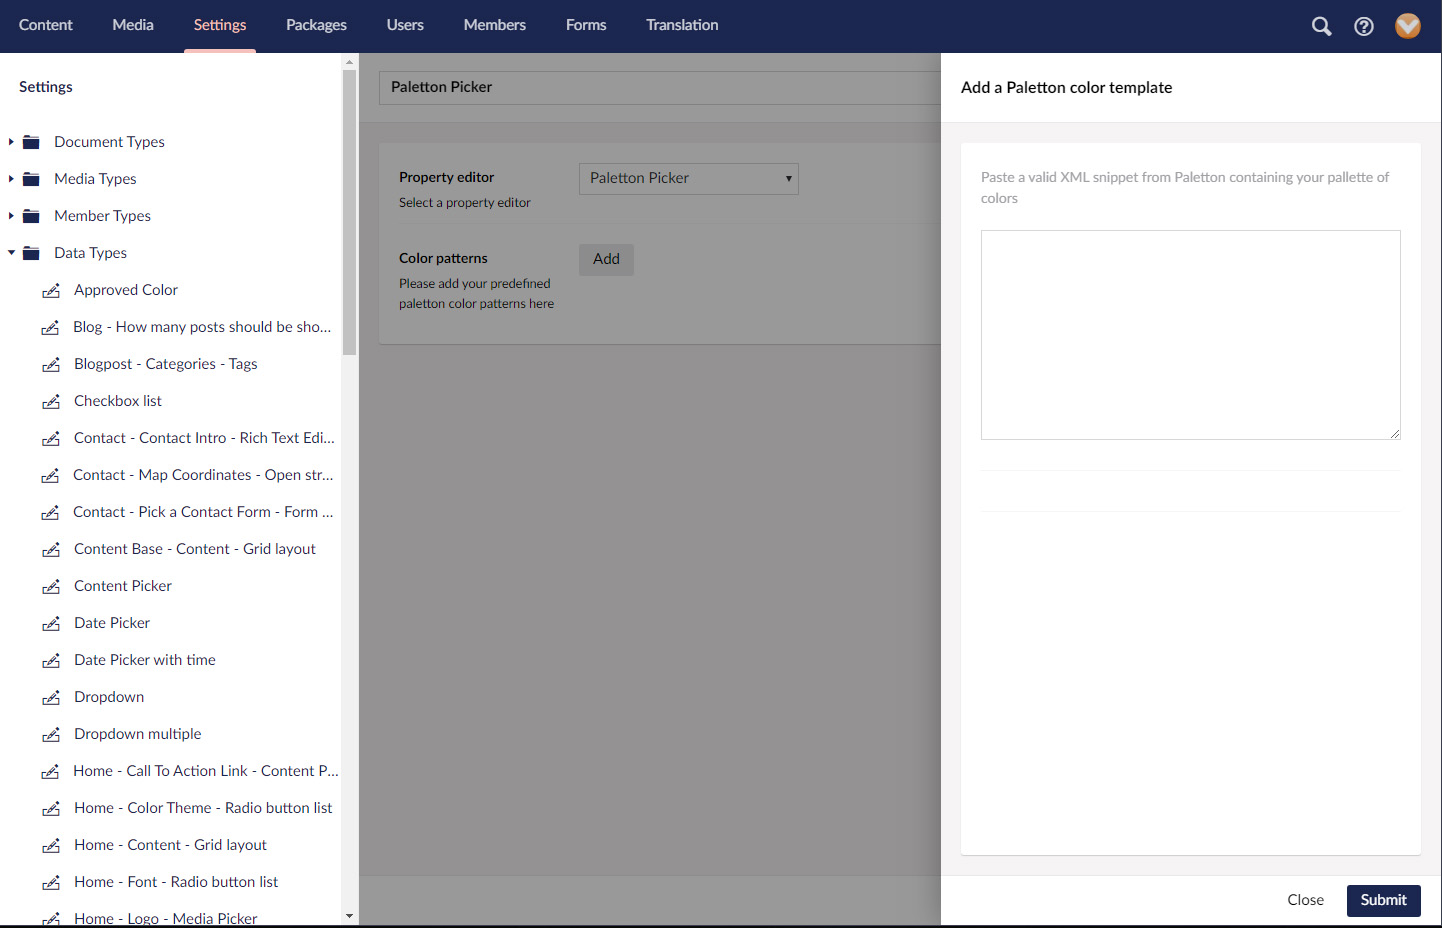 Content Media Settings Packages Users Members Forms Translation
Settings
Document Types
Media Types
Member Types
Data Types
Approved Color
Blog - How many posts should be sho...
Blogpost - Categories - Tags
Checkbox list
Contact - Contact Intro - Rich Text Edi...
Contact - Map Coordinates - Open str...
Contact - Pick a Contact Form - Form ...
Content Base - Content - Grid layout
Content Picker
Date Picker
Date Picker with time
Dropdown
Dropdown multiple
Home - Call To Action Link - Content P...
Home - Color Theme - Radio button list
Home - Content - Grid layout
Home - Font - Radio button list
Home - Logo - Media Picker
Paletton Picker
Property editor
Select a property editor
Paletton Picker
Color patterns
Please add your predefined
paletton color patterns here
Add
Add a Paletton color template
Paste a valid XML snippet from Paletton containing your pallette of
colors
Close
Submit